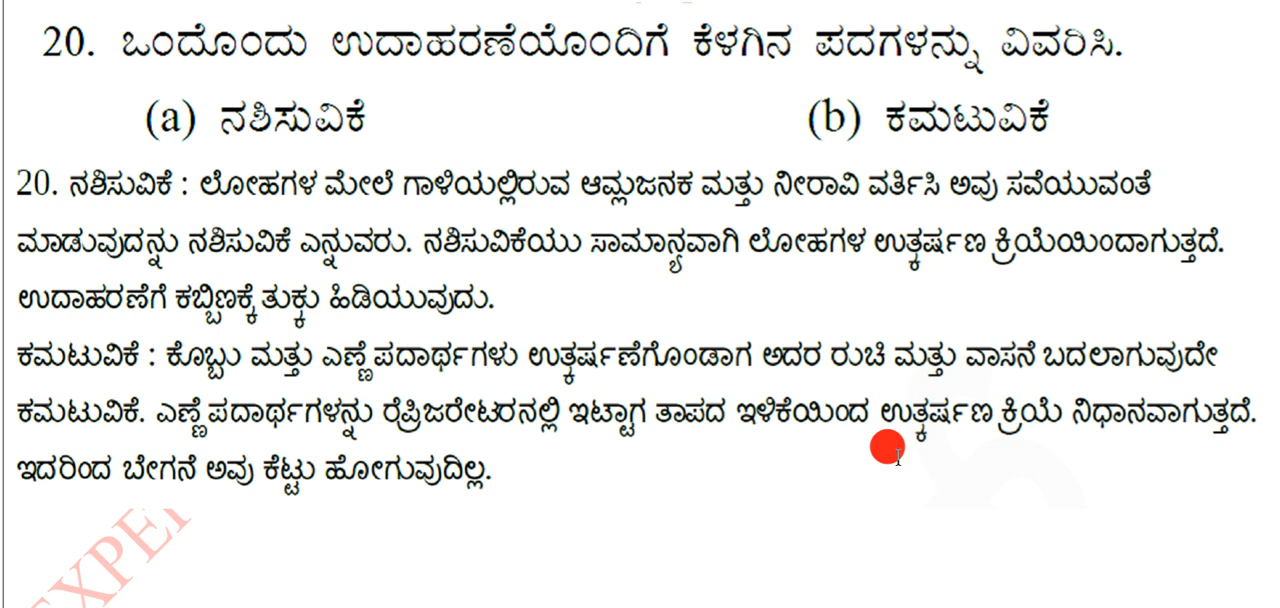 20. ಒಂದೊಂದು ಉದಾಹರಣೆಯೊಂದಿಗೆ ಕೆಳಗಿನ ಪದಗಳನ್ನು ವಿವರಿಸಿ.
(a) ನಶಿಸುವಿಕೆ (b) ಕಮಟುವಿಕೆ
20. ನಶಿಸುವಿಕೆ : ಲೋಹಗಳ ಮೇಲೆ ಗಾಳಿಯಲ್ಲಿರುವ ಆಮ್ಲಜನಕ ಮತ್ತು ನೀರಾವಿ ವರ್ತಿಸಿ ಅವು ಸವೆಯುವಂತೆ
ಮಾಡುವುದನ್ನು ನಶಿಸುವಿಕೆ ಎನ್ನುವರು. ನಶಿಸುವಿಕೆಯು ಸಾಮಾನ್ಯವಾಗಿ ಲೋಹಗಳ ಉತ್ಕರ್ಷಣ ಕ್ರಿಯೆಯಿಂದಾಗುತ್ತದೆ.
ಉದಾಹರಣೆಗೆ ಕಬ್ಬಿಣಕ್ಕೆ ತುಕ್ಕು ಹಿಡಿಯುವುದು.
ಕಮಟುವಿಕೆ : ಕೊಬ್ಬು ಮತ್ತು ಎಣ್ಣೆ ಪದಾರ್ಥಗಳು ಉತ್ಕರ್ಷಣೆಗೊಂಡಾಗ ಅದರ ರುಚಿ ಮತ್ತು ವಾಸನೆ ಬದಲಾಗುವುದೇ
ಕಮಟುವಿಕೆ. ಎಣ್ಣೆ ಪದಾರ್ಥಗಳನ್ನು ರೆಫ್ರಿಜರೇಟರನಲ್ಲಿ ಇಟ್ಟಾಗ ತಾಪದ ಇಳಿಕೆಯಿಂದ ಉತ್ಕರ್ಷಣ ಕ್ರಿಯೆ ನಿಧಾನವಾಗುತ್ತದೆ.
ಇದರಿಂದ ಬೇಗನೆ ಅವು ಕೆಟ್ಟು ಹೋಗುವುದಿಲ್ಲ.